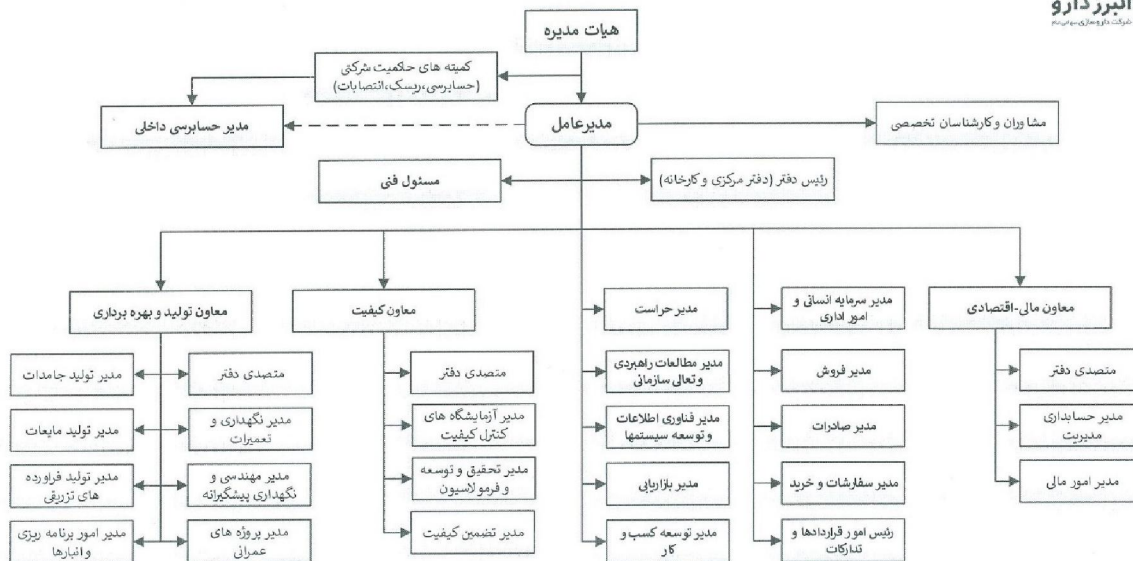 البرز دارو
هیات مدیره
کمیته های حاکمیت شرکتی
(حسابرسی،ریسک،انتصابات)
مدیر حسابرسی داخلی
مدیرعامل
مشاوران و کارشناسان تخصصی
مسئول فنی
رئیس دفتر (دفتر مرکزی و کارخانه)
معاون مالی-اقتصادی
متصدی دفتر
مدیر حسابداری
مدیریت
مدیر امور مالی
مدیر سرمایه انسانی و
امور اداری
مدیر فروش
مدیر صادرات
مدیر سفارشات و خرید
رئیس امور قراردادها و
تدارکات
مدیر حراست
مدیر مطالعات راهبردی
و تعالی سازمانی
مدیر فناوری اطلاعات
و توسعه سیستمها
مدیر بازاریابی
مدیر توسعه کسب و
کار
معاون کیفیت
متصدی دفتر
مدیر آزمایشگاه های
کنترل کیفیت
مدیر تحقیق و توسعه
و فرمولاسیون
مدیر تضمین کیفیت
معاون تولید و بهره برداری
متصدی دفتر
مدیر نگهداری و
تعمیرات
مدیر مهندسی و
نگهداری پیشگیرانه
مدیر پروژه های
عمرانی
مدیر تولید جامدات
مدیر تولید مایعات
مدیر تولید فراورده
های تزریقی
مدیر امور برنامه ریزی
و انبارها